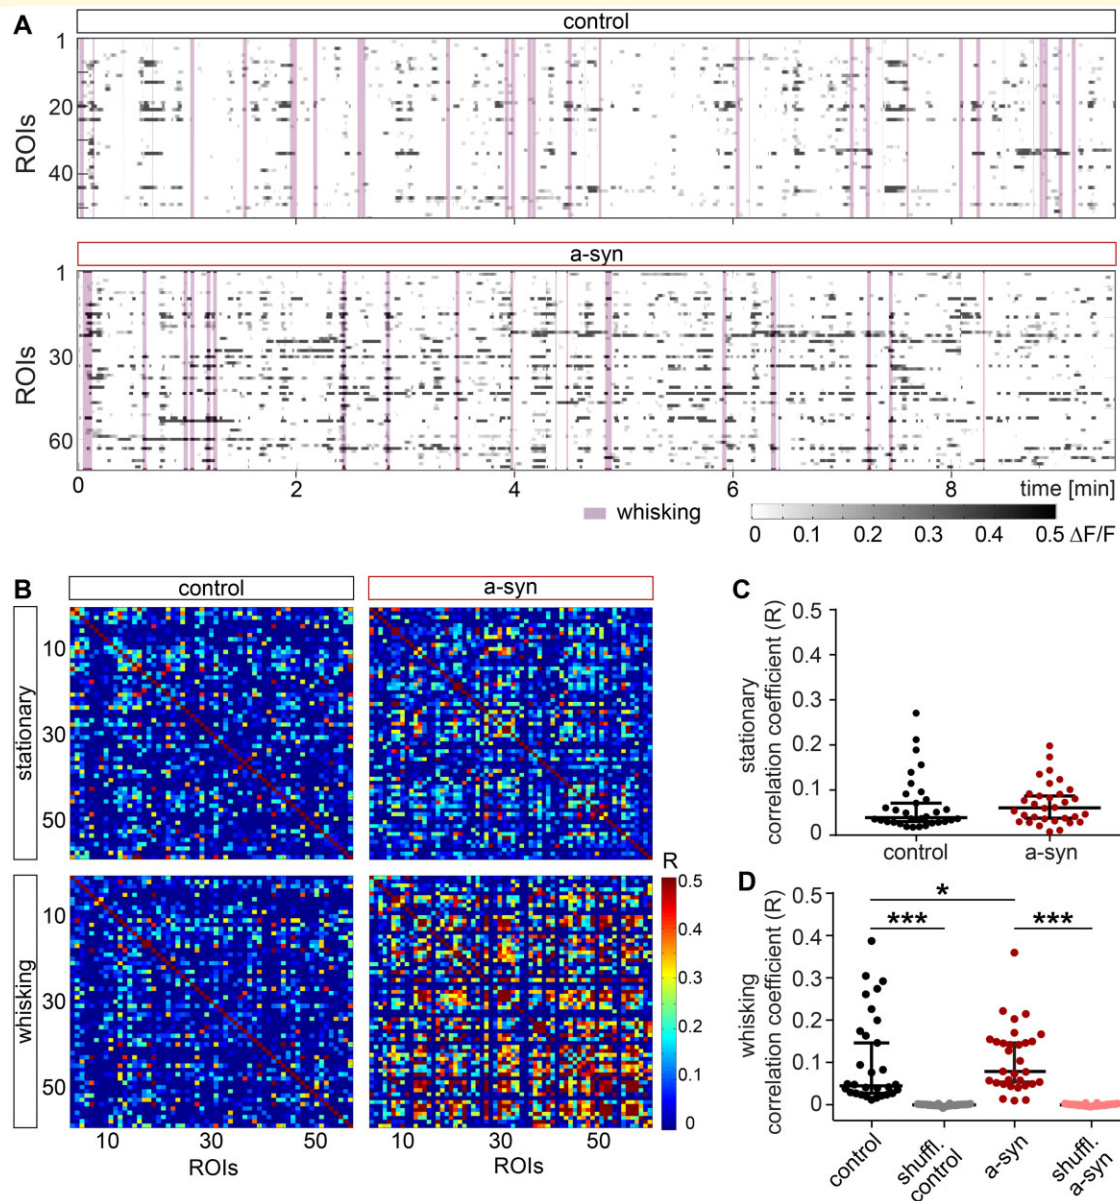 A
control
1
20
40
ROIs
a-syn
1
30
60
ROIs
0 2 4 6 8 time [min]
whisking
0 0.1 0.2 0.3 0.4 0.5 ΔF/F
B
control a-syn
stationary
10
30
50
whisking
10
30
50
10 30 50 10 30 50
ROIs ROIs
R
0.5
0.4
0.3
0.2
0.1
0
C
stationary
correlation coefficient (R)
0.5
0.4
0.3
0.2
0.1
0
control a-syn
D
whisking
correlation coefficient (R)
0.5
0.4
0.3
0.2
0.1
0
*
*** ***
control
shuffl.
control
a-syn
shuffl.
a-syn